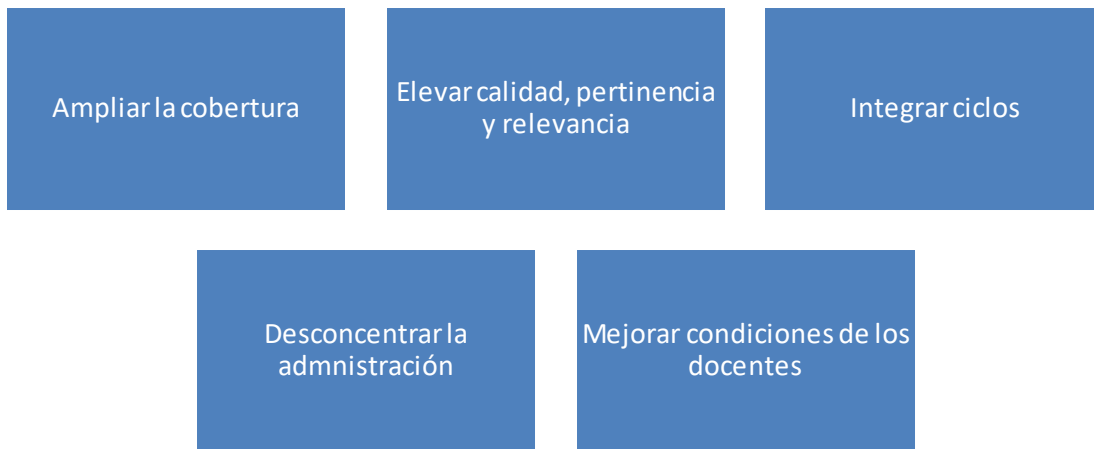 Ampliar la cobertura
Elevar calidad, pertinencia
y relevancia
Integrar ciclos
Desconcentrar la
admnistración
Mejorar condiciones de los
docentes